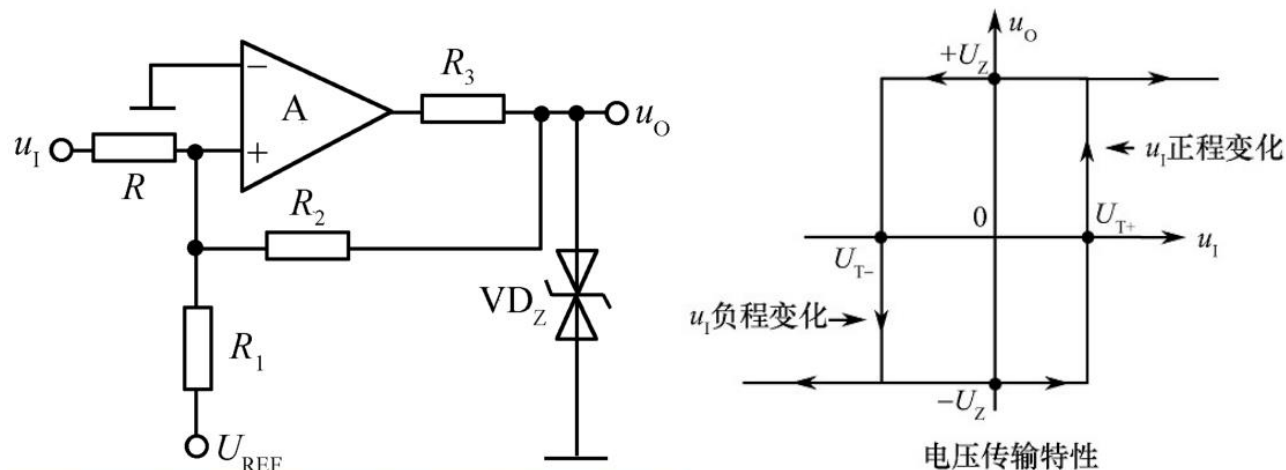 −
A
+
R₃
u_O
u_I
R
R₂
R₁
VD_Z
U_REF
u_O
+U_Z
u_I正程变化
0
U_T+
u_I
U_T−
u_I负程变化
−U_Z
电压传输特性